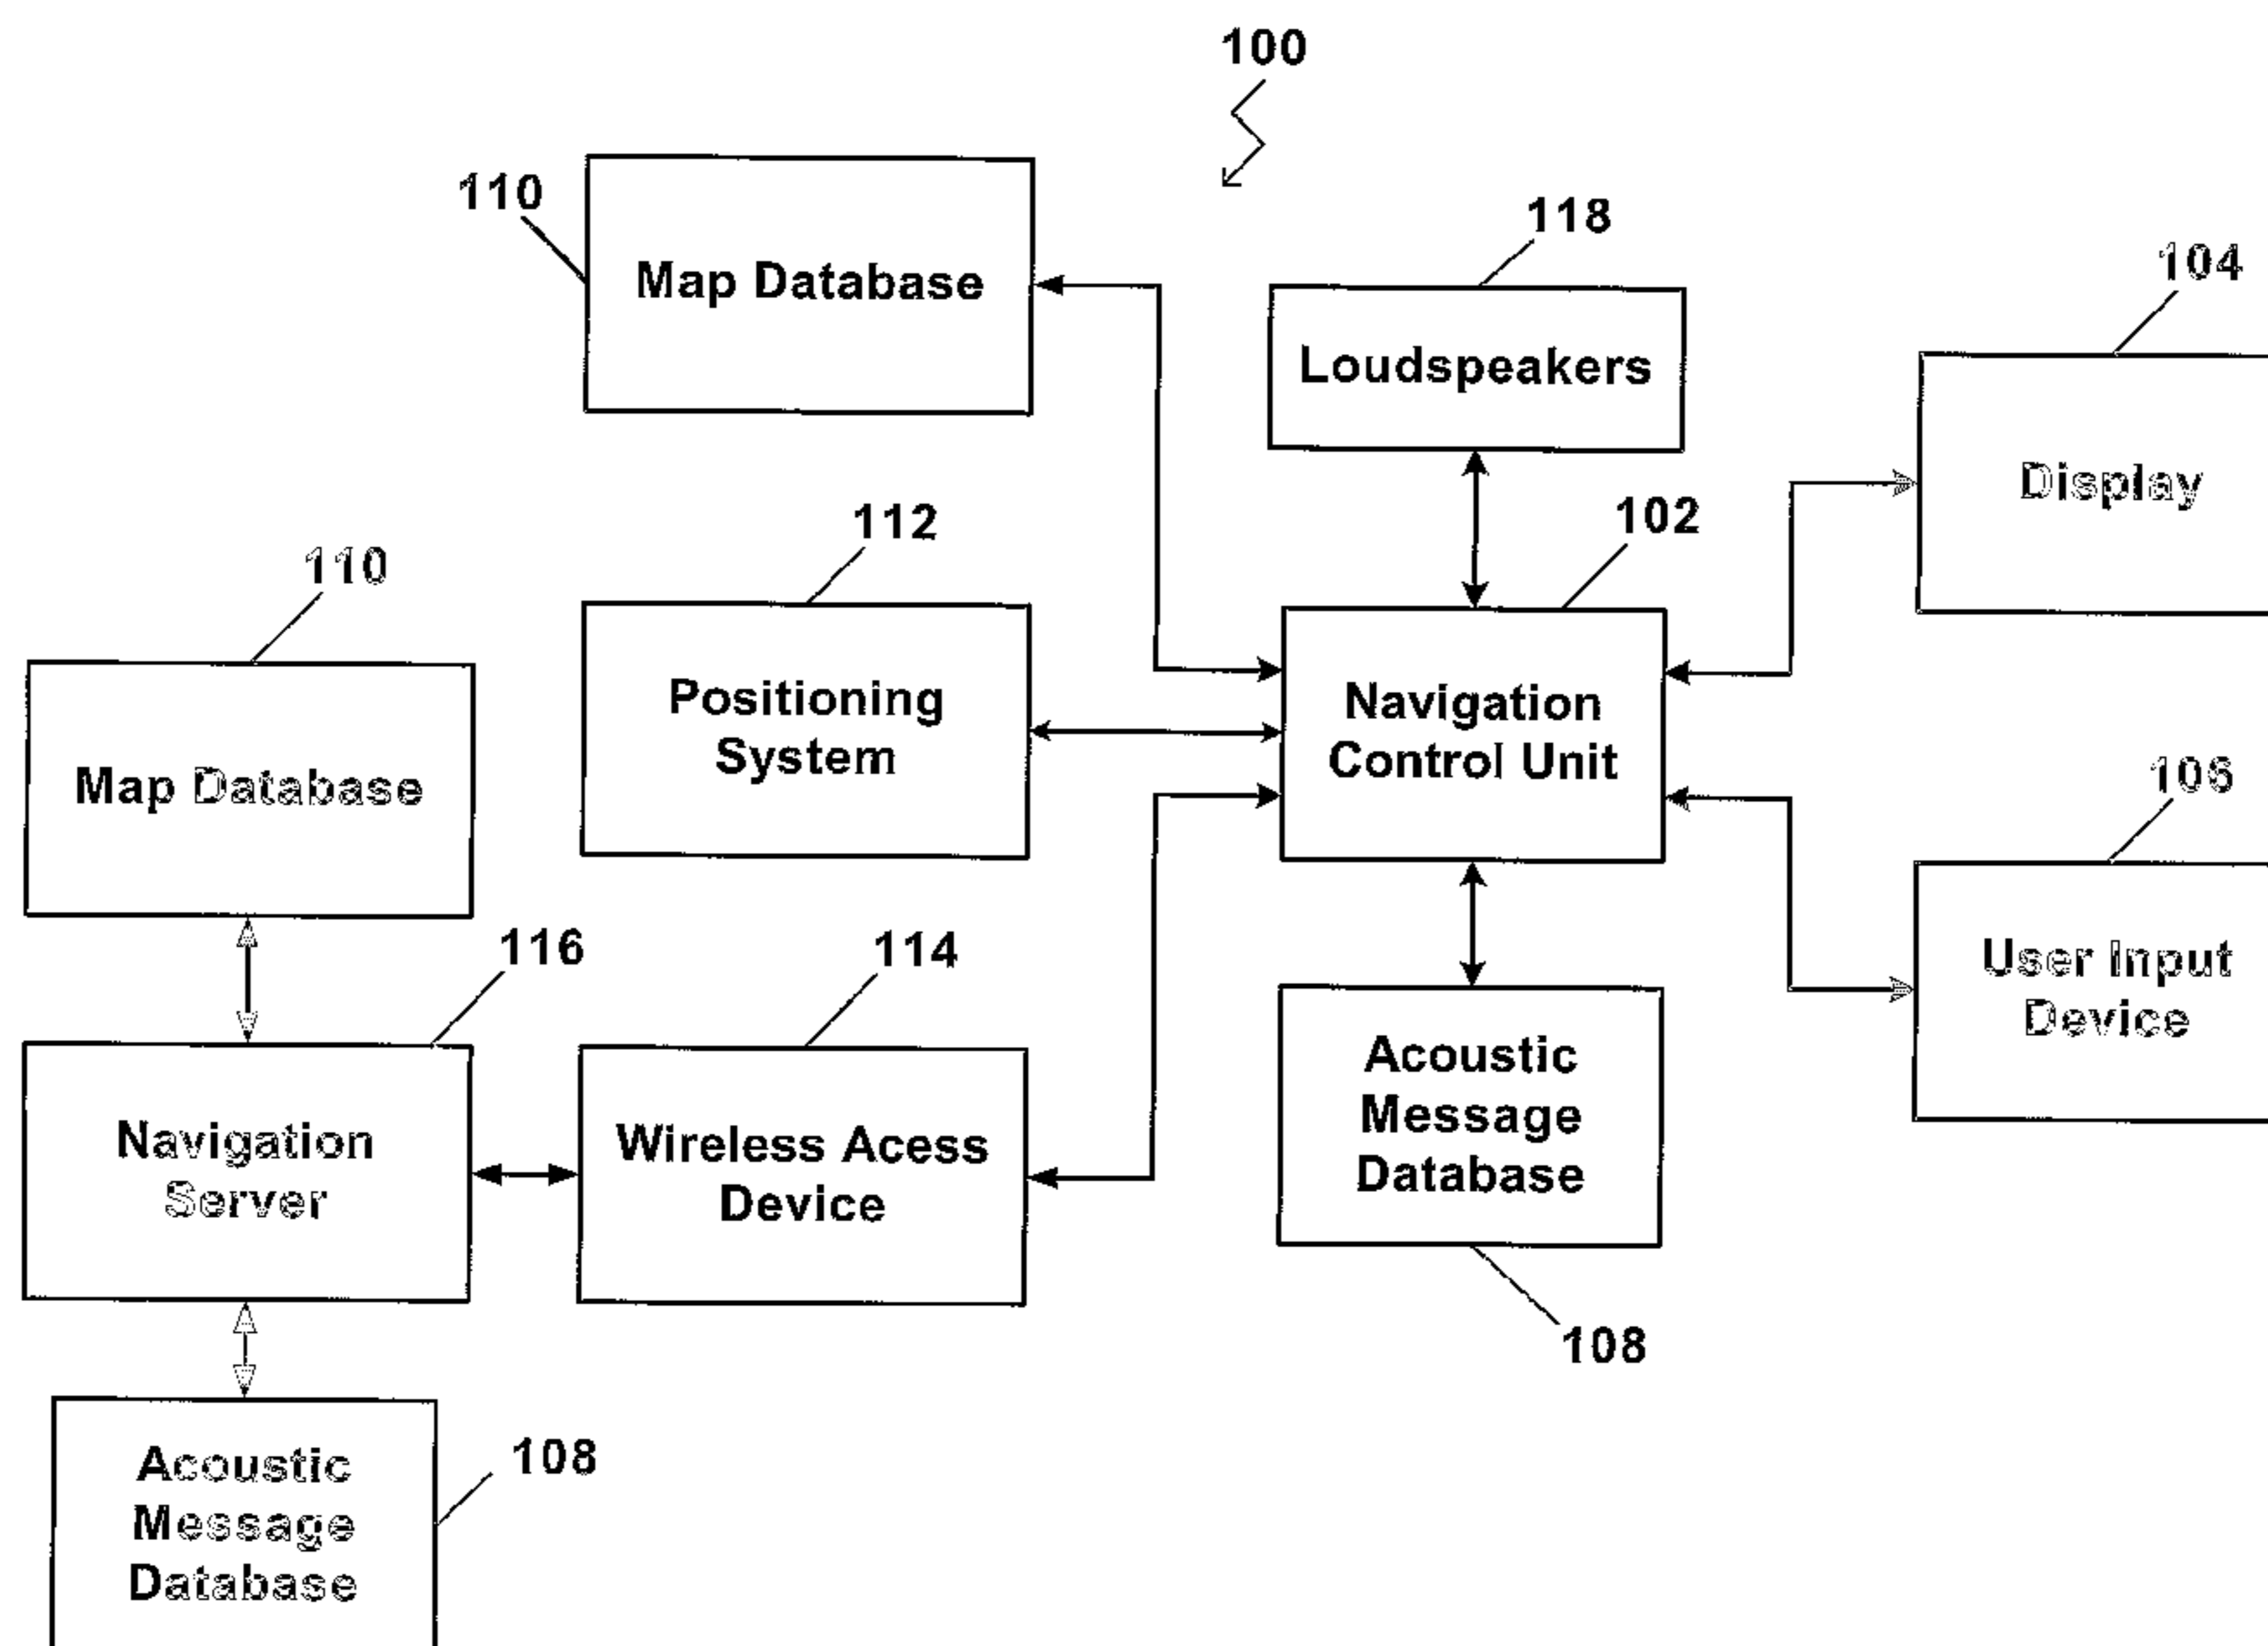 100
110
Map Database
118
Loudspeakers
104
Display
112
Positioning
System
102
Navigation
Control Unit
110
Map Database
106
User Input
Device
116
Navigation
Server
114
Wireless Acess
Device
Acoustic
Message
Database
108
Acoustic
Message
Database
108